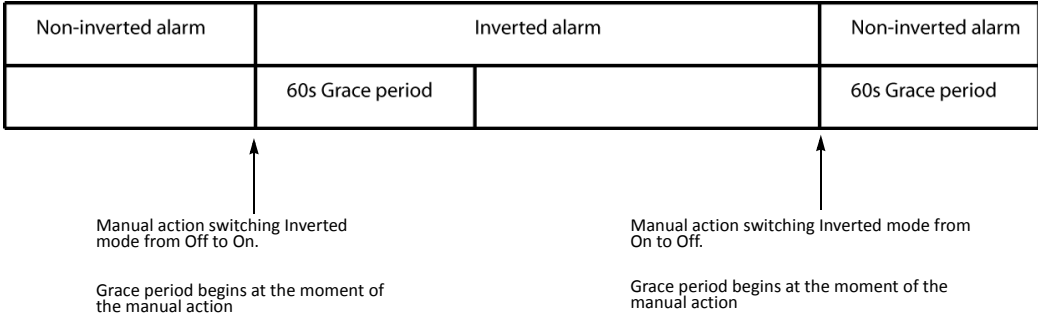 Non-inverted alarm
Inverted alarm
Non-inverted alarm
60s Grace period
60s Grace period
Manual action switching Inverted
mode from Off to On.
Grace period begins at the moment of
the manual action
Manual action switching Inverted mode from
On to Off.
Grace period begins at the moment of the
manual action